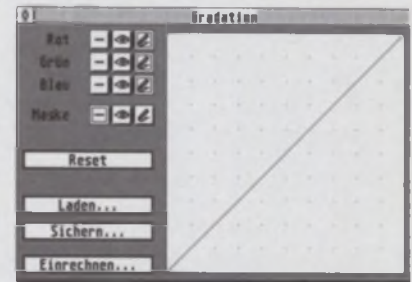 Gradation
Rot
Grün
Blau
Maske
Reset
Laden...
Sichern...
Einrechnen...